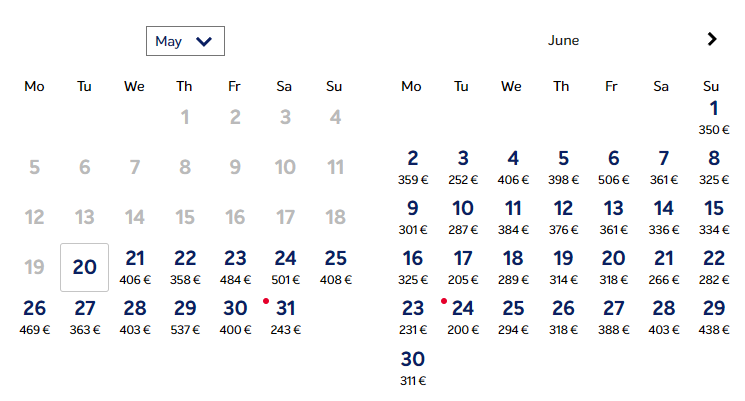 May
Mo Tu We Th Fr Sa Su
1 2 3 4
5 6 7 8 9 10 11
12 13 14 15 16 17 18
19 20 21 22 23 24 25
406 € 358 € 484 € 501 € 408 €
26 27 28 29 30 31
469 € 363 € 403 € 537 € 400 € 243 €
June
Mo Tu We Th Fr Sa Su
1
350 €
2 3 4 5 6 7 8
359 € 252 € 406 € 398 € 506 € 361 € 325 €
9 10 11 12 13 14 15
301 € 287 € 384 € 376 € 361 € 336 € 334 €
16 17 18 19 20 21 22
325 € 205 € 289 € 314 € 318 € 266 € 282 €
23 24 25 26 27 28 29
231 € 200 € 294 € 318 € 388 € 403 € 438 €
30
311 €